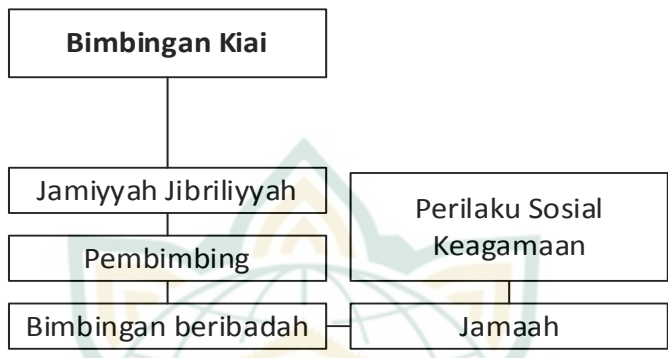 Bimbingan Kiai
Jamiyyah Jibriliyyah
Pembimbing
Bimbingan beribadah
Perilaku Sosial
Keagamaan
Jamaah